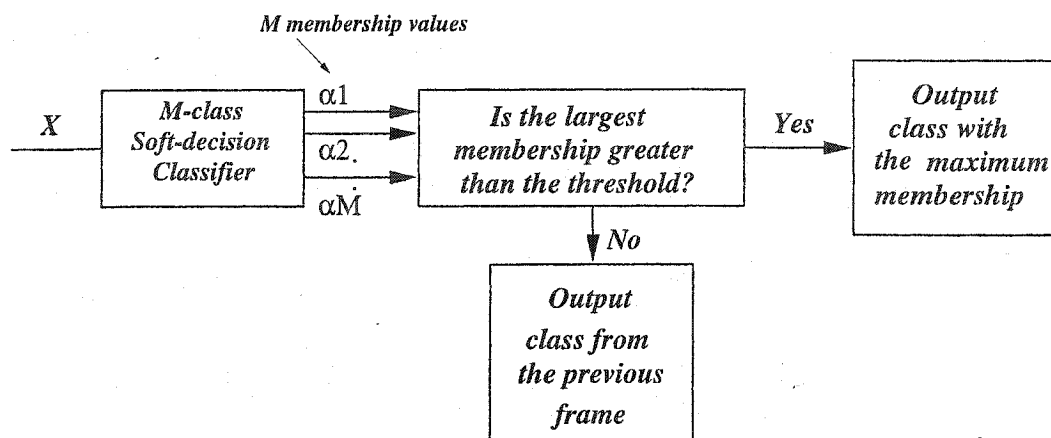 M membership values
X
M-class
Soft-decision
Classifier
α1
α2.
αM
Is the largest
membership greater
than the threshold?
Yes
Output
class with
the maximum
membership
No
Output
class from
the previous
frame